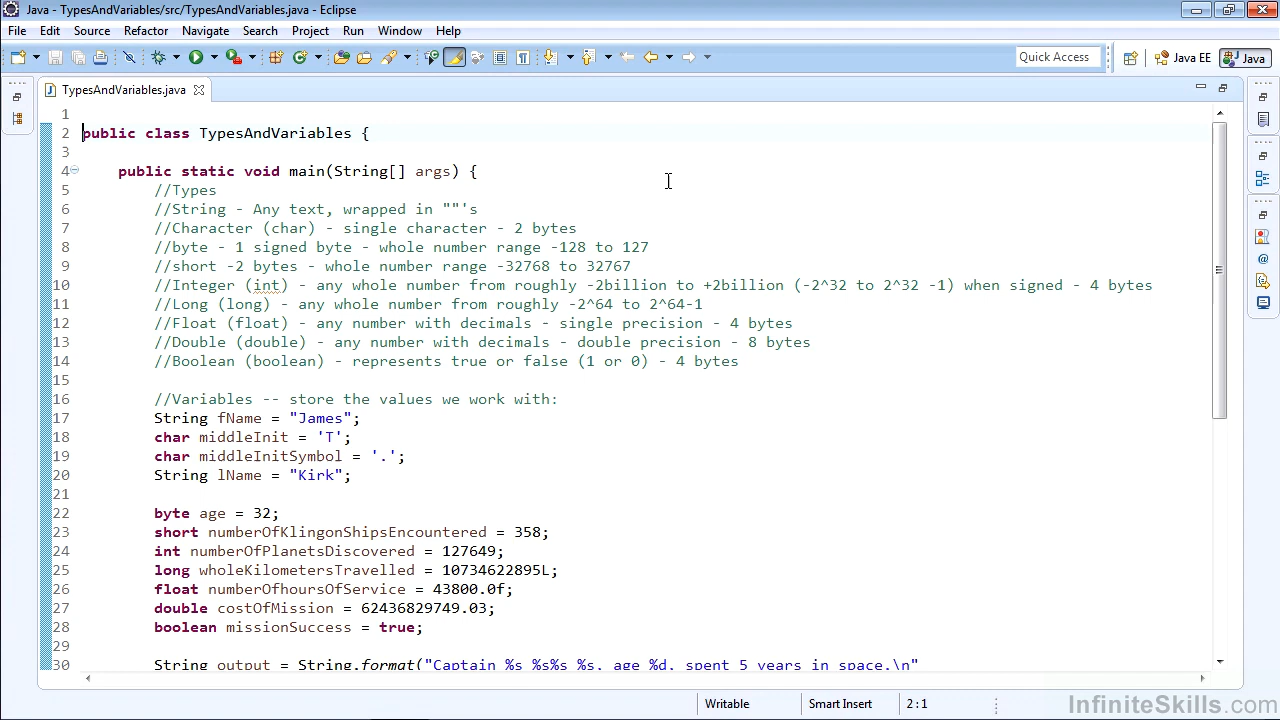 Java - TypesAndVariables/src/TypesAndVariables.java - Eclipse
File Edit Source Refactor Navigate Search Project Run Window Help
Quick Access Java EE Java
TypesAndVariables.java
1
2 public class TypesAndVariables {
3
4 public static void main(String[] args) {
5 //Types
6 //String - Any text, wrapped in ""'s
7 //Character (char) - single character - 2 bytes
8 //byte - 1 signed byte - whole number range -128 to 127
9 //short -2 bytes - whole number range -32768 to 32767
10 //Integer (int) - any whole number from roughly -2billion to +2billion (-2^32 to 2^32 -1) when signed - 4 bytes
11 //Long (long) - any whole number from roughly -2^64 to 2^64-1
12 //Float (float) - any number with decimals - single precision - 4 bytes
13 //Double (double) - any number with decimals - double precision - 8 bytes
14 //Boolean (boolean) - represents true or false (1 or 0) - 4 bytes
15
16 //Variables -- store the values we work with:
17 String fName = "James";
18 char middleInit = 'T';
19 char middleInitSymbol = '.';
20 String lName = "Kirk";
21
22 byte age = 32;
23 short numberOfKlingonShipsEncountered = 358;
24 int numberOfPlanetsDiscovered = 127649;
25 long wholeKilometersTravelled = 10734622895L;
26 float numberOfhoursOfService = 43800.0f;
27 double costOfMission = 62436829749.03;
28 boolean missionSuccess = true;
29
30 String output = String.format("Captain %s %s%s %s, age %d, spent 5 years in space.\n"
Writable Smart Insert 2:1
InfiniteSkills.com